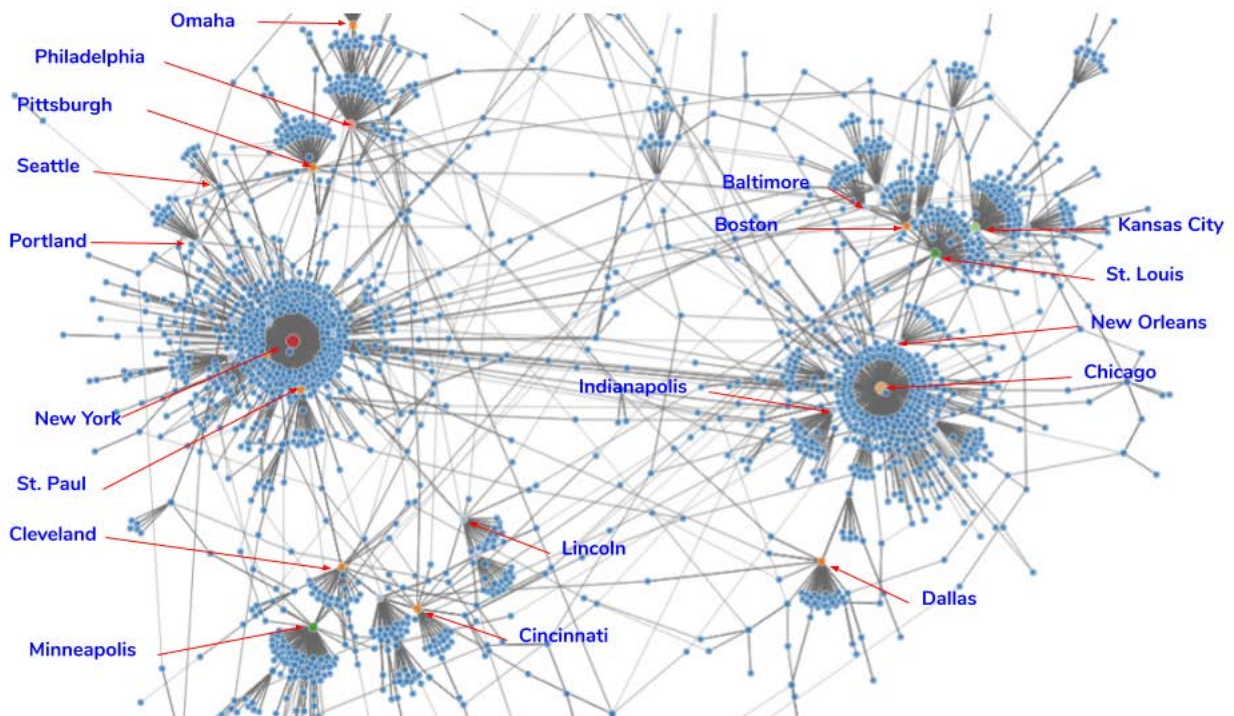 Omaha
Philadelphia
Pittsburgh
Seattle
Baltimore
Boston
Kansas City
Portland
St. Louis
New Orleans
Chicago
Indianapolis
New York
St. Paul
Cleveland
Lincoln
Dallas
Cincinnati
Minneapolis